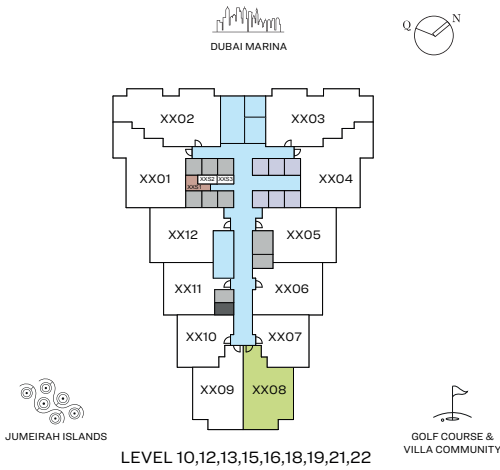 DUBAI MARINA
Q N
XX02
XX03
XX01
XXS2 XXS3
XXS1
XX04
XX12
XX05
XX11
XX06
XX10
XX07
XX09
XX08
JUMEIRAH ISLANDS
GOLF COURSE &
VILLA COMMUNITY
LEVEL 10,12,13,15,16,18,19,21,22